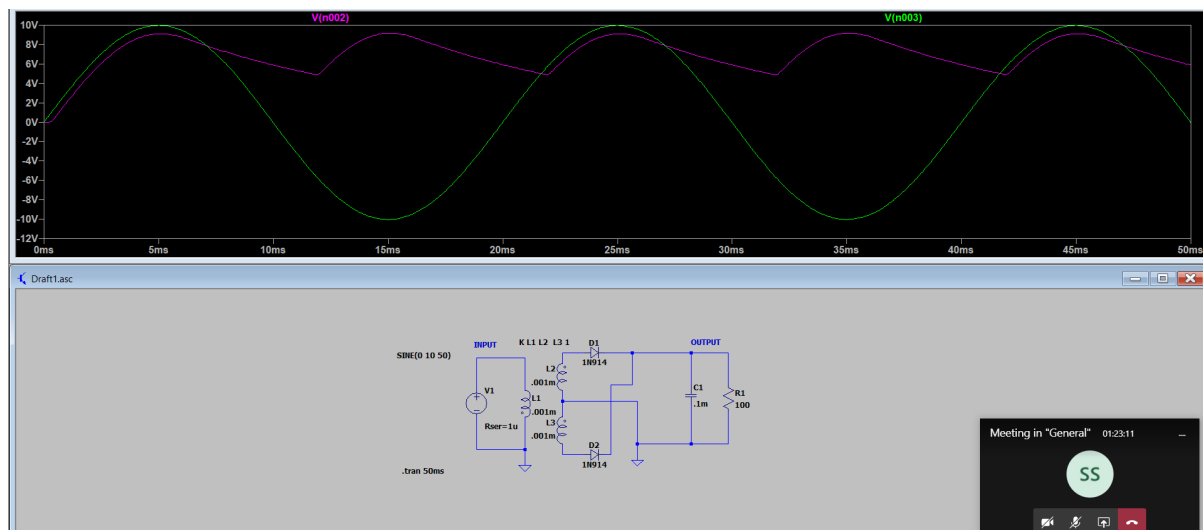 V(n002)
V(n003)
10V
8V
6V
4V
2V
0V
-2V
-4V
-6V
-8V
-10V
-12V
0ms
5ms
10ms
15ms
20ms
25ms
30ms
35ms
40ms
45ms
50ms
Draft1.asc
INPUT
K L1 L2 L3 1
D1
OUTPUT
SINE(0 10 50)
1N914
L2
.001m
V1
L1
.001m
C1
.1m
R1
100
Rser=1u
L3
.001m
D2
1N914
.tran 50ms
Meeting in "General"
01:23:11
SS